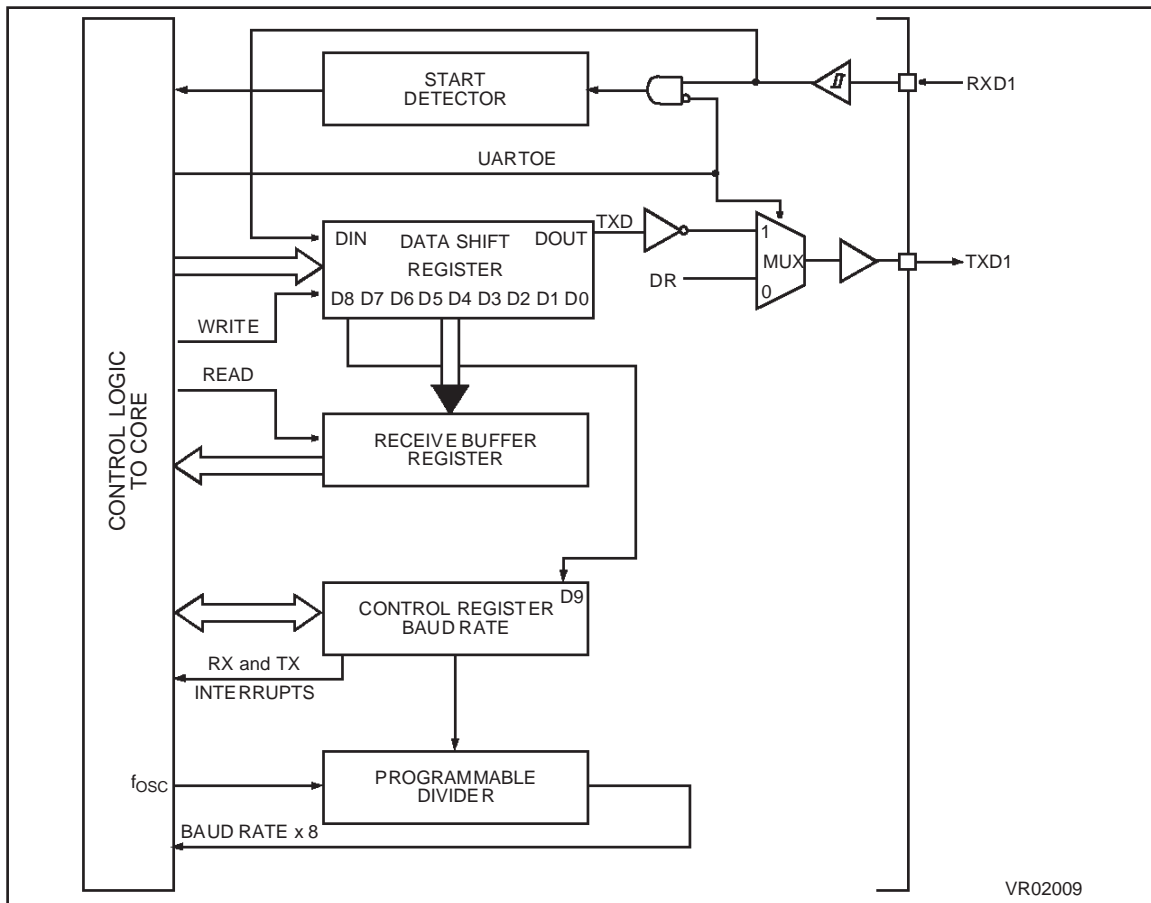 START
DETECTOR
RXD1
UARTOE
DIN
DATA SHIFT
REGISTER
DOUT
D8 D7 D6 D5 D4 D3 D2 D1 D0
TXD
1
MUX
0
DR
TXD1
WRITE
READ
RECEIVE BUFFER
REGISTER
CONTROL LOGIC
TO CORE
D9
CONTROL REGISTER
BAUD RATE
RX and TX
INTERRUPTS
fOSC
PROGRAMMABLE
DIVIDER
BAUD RATE x 8
VR02009